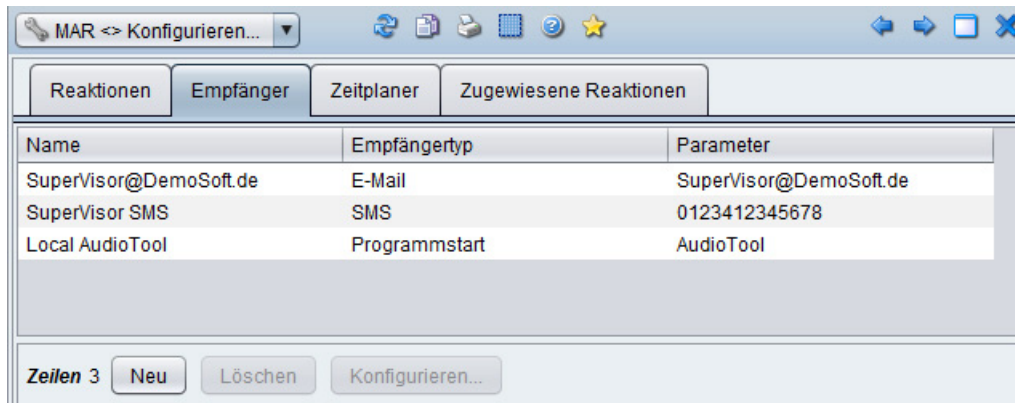 MAR <> Konfigurieren...
Reaktionen Empfänger Zeitplaner Zugewiesene Reaktionen
Name Empfängertyp Parameter
SuperVisor@DemoSoft.de E-Mail SuperVisor@DemoSoft.de
SuperVisor SMS SMS 0123412345678
Local AudioTool Programmstart AudioTool
Zeilen 3 Neu Löschen Konfigurieren...